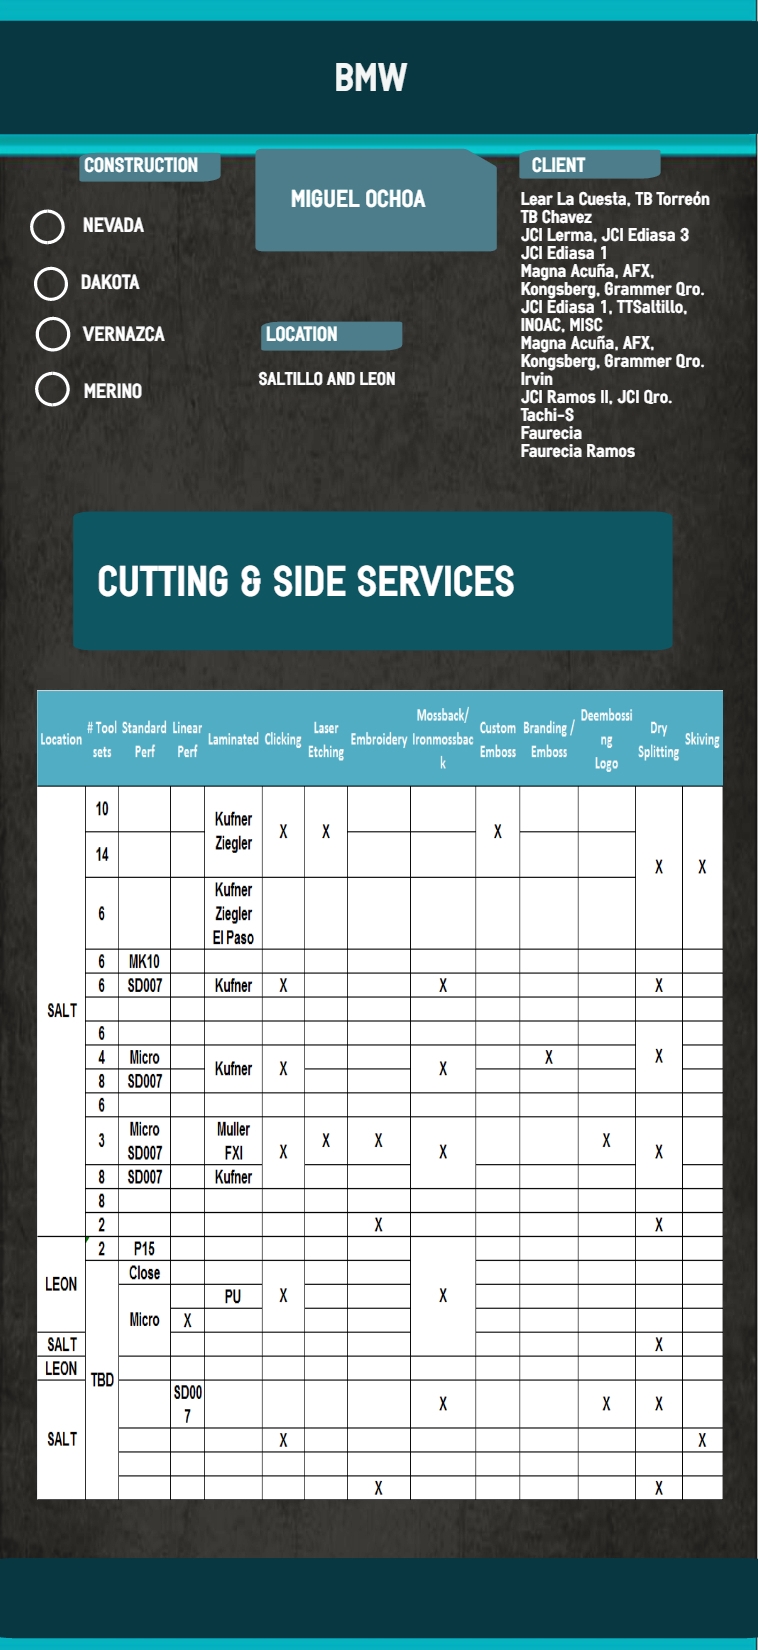 BMW
CONSTRUCTION
NEVADA
DAKOTA
VERNAZCA
MERINO
MIGUEL OCHOA
LOCATION
SALTILLO AND LEON
CLIENT
Lear La Cuesta, TB Torreón
TB Chavez
JCI Lerma, JCI Ediasa 3
JCI Ediasa 1
Magna Acuña, AFX,
Kongsberg, Grammer Qro.
JCI Ediasa 1, TTSaltillo,
INOAC, MISC
Magna Acuña, AFX,
Kongsberg, Grammer Qro.
Irvin
JCI Ramos II, JCI Qro.
Tachi-S
Faurecia
Faurecia Ramos
CUTTING & SIDE SERVICES
Location # Tool sets Standard Perf Linear Perf Laminated Clicking Laser Etching Embroidery Mossback/ Ironmossbac k Custom Emboss Branding / Emboss Deembossi ng Logo Dry Splitting Skiving
SALT
10 Kufner Ziegler X X X X X
14
6 Kufner Ziegler El Paso
6 MK10
6 SD007 Kufner X X X
6
4 Micro Kufner X X X X
8 SD007
6
3 Micro SD007 Muller FXI X X X X X X
8 SD007 Kufner
8
2 X X
LEON 2 P15 X X
TBD
Close
PU
Micro X
SALT X
LEON
SALT SD00 7 X X X
X X
X X